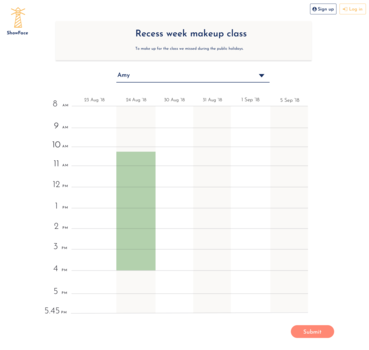 Sign up
Log in
ShowFace
Recess week makeup class
To make up for the class we missed during the public holidays.
Amy
23 Aug '18
24 Aug '18
30 Aug '18
31 Aug '18
1 Sep '18
5 Sep '18
8 AM
9 AM
10 AM
11 AM
12 PM
1 PM
2 PM
3 PM
4 PM
5 PM
5.45 PM
Submit